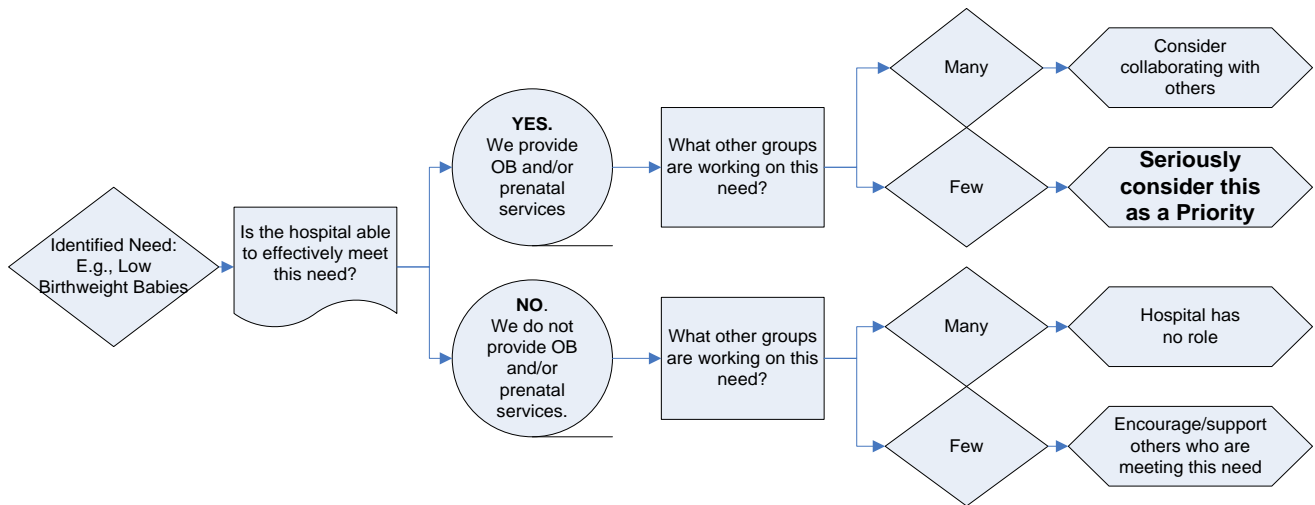 Identified Need:
E.g., Low
Birthweight Babies
Is the hospital able
to effectively meet
this need?
YES.
We provide
OB and/or
prenatal
services
What other groups
are working on this
need?
Many
Consider
collaborating with
others
Few
Seriously
consider this
as a Priority
NO.
We do not
provide OB
and/or
prenatal
services.
What other groups
are working on this
need?
Many
Hospital has
no role
Few
Encourage/support
others who are
meeting this need